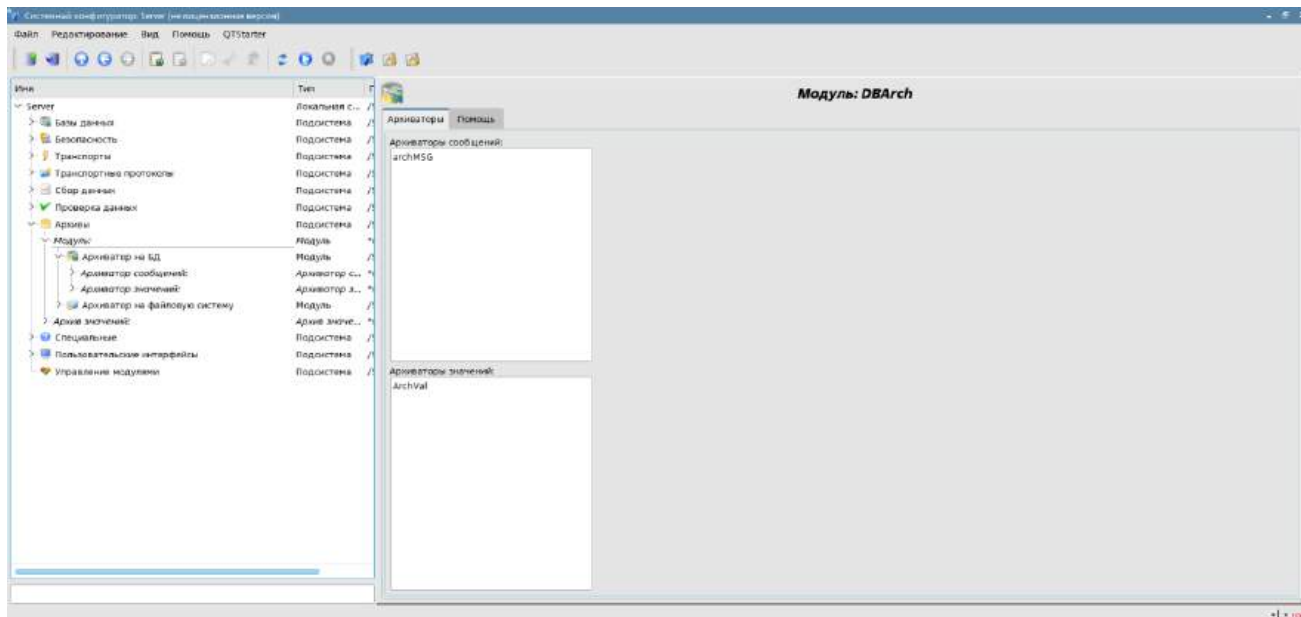 Системный конфигуратор: Server (не лицензионная версия)
Файл Редактирование Вид Помощь QTStarter
Имя Тип
Server Локальная с...
Базы данных Подсистема
Безопасность Подсистема
Транспорты Подсистема
Транспортные протоколы Подсистема
Сбор данных Подсистема
Проверка данных Подсистема
Архивы Подсистема
Модуль: Модуль
Архиватор на БД Модуль
Архиватор сообщений: Архиватор с...
Архиватор значений: Архиватор з...
Архиватор на файловую систему Модуль
Архив значений: Архив значе...
Специальные Подсистема
Пользовательские интерфейсы Подсистема
Управление модулями Подсистема
Модуль: DBArch
Архиваторы Помощь
Архиваторы сообщений:
archMSG
Архиваторы значений:
ArchVal